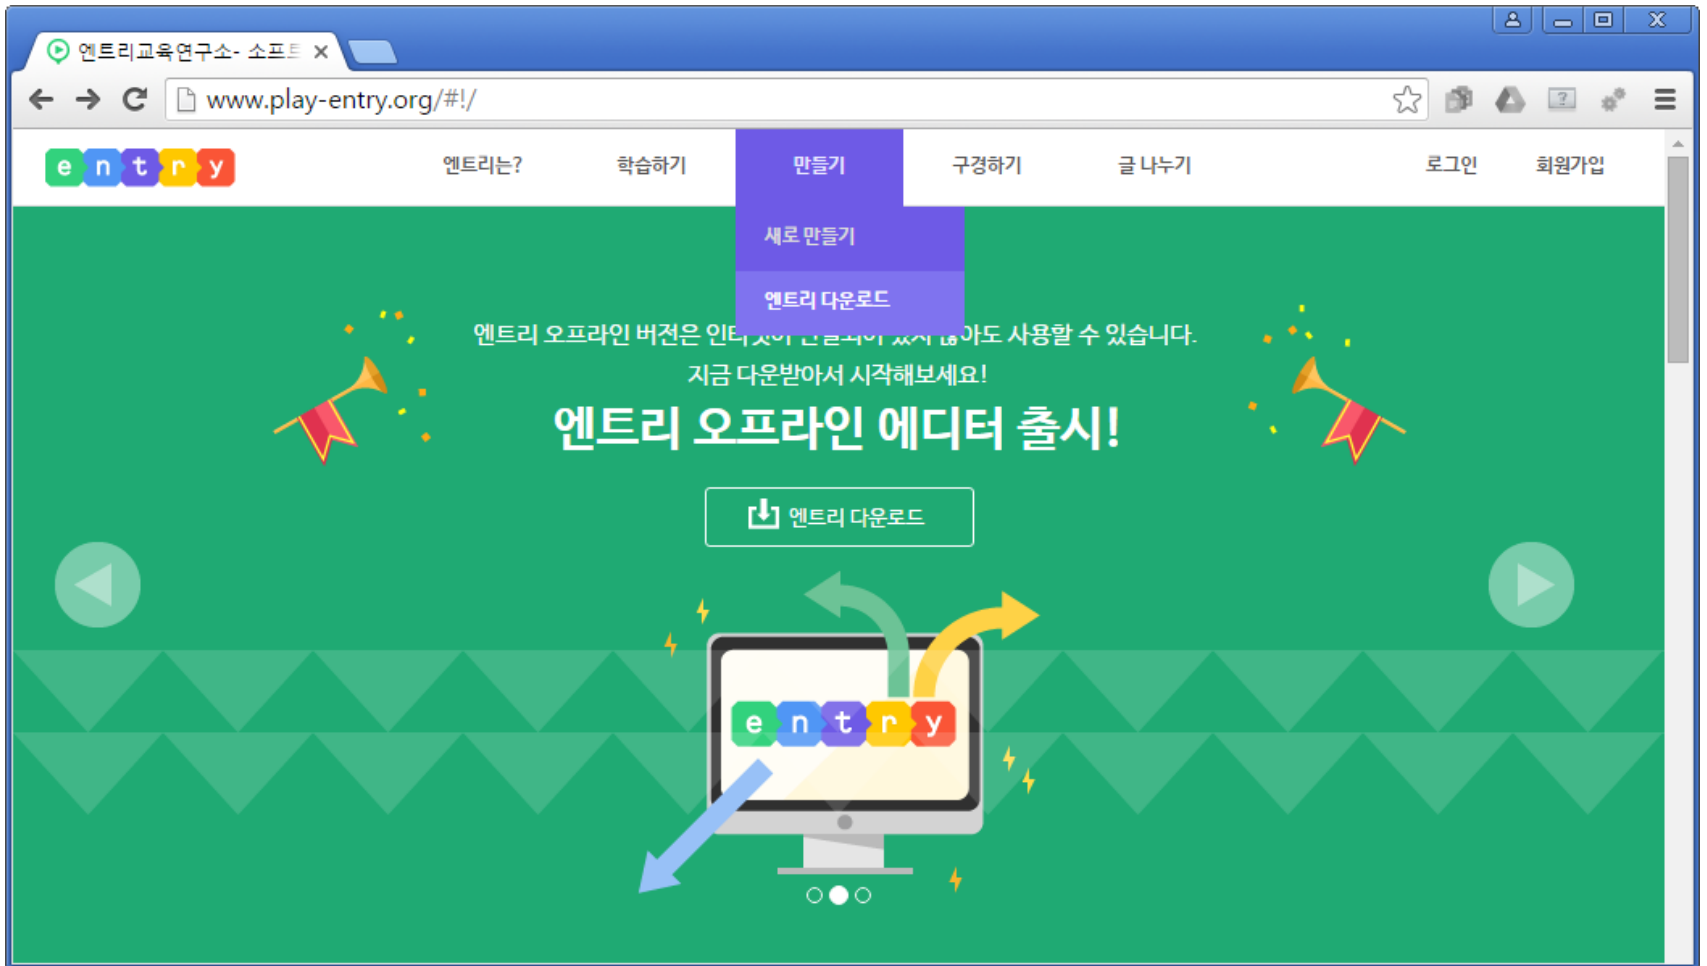 엔트리교육연구소- 소프트
www.play-entry.org/#!/
entry 엔트리는? 학습하기 만들기 구경하기 글 나누기 로그인 회원가입
새로 만들기
엔트리 다운로드
엔트리 오프라인 버전은 사용할 수 있습니다.
지금 다운받아서 시작해보세요!
엔트리 오프라인 에디터 출시!
엔트리 다운로드
entry